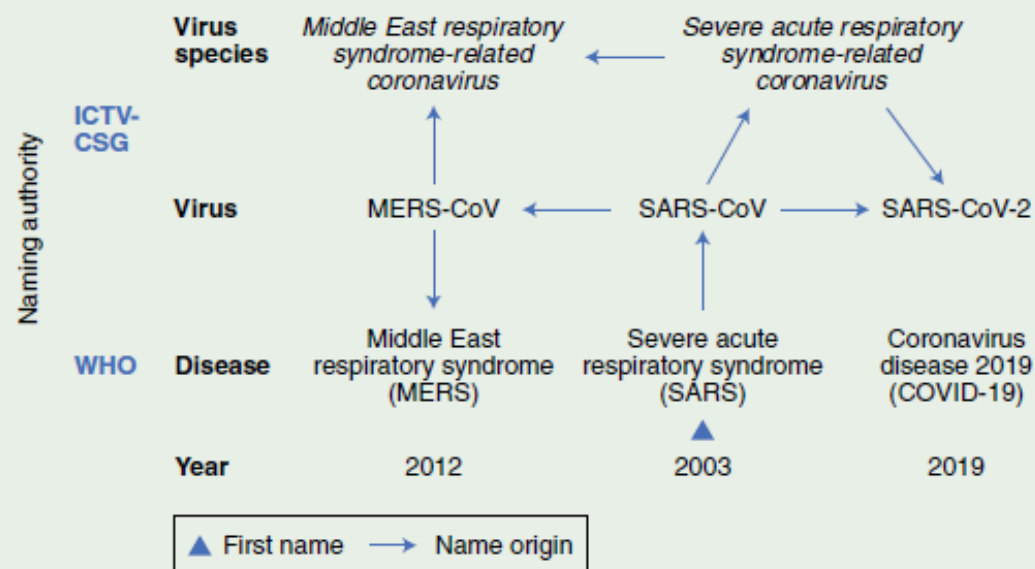 Virus species
Middle East respiratory syndrome-related coronavirus
Severe acute respiratory syndrome-related coronavirus
Naming authority
ICTV-CSG
Virus
MERS-CoV
SARS-CoV
SARS-CoV-2
WHO
Disease
Middle East respiratory syndrome (MERS)
Severe acute respiratory syndrome (SARS)
Coronavirus disease 2019 (COVID-19)
Year
2012
2003
2019
First name
Name origin